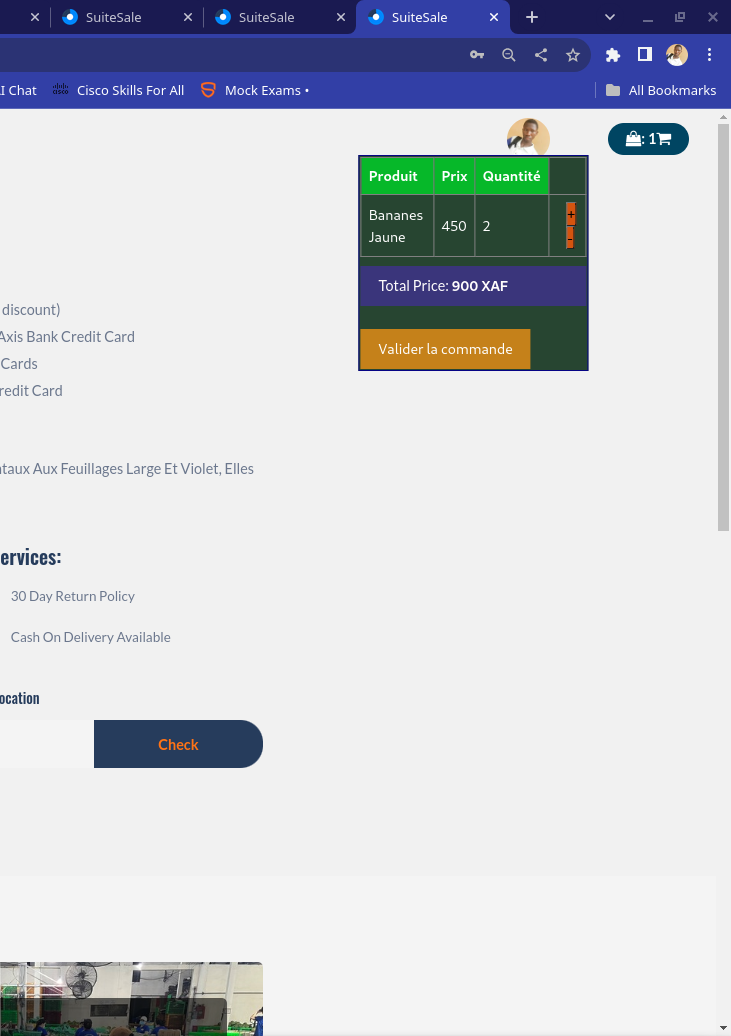 SuiteSale
SuiteSale
SuiteSale
AI Chat
Cisco Skills For All
Mock Exams •
All Bookmarks
: 1
Produit Prix Quantité
Bananes
Jaune
450 2
+
-
Total Price: 900 XAF
Valider la commande
discount)
Axis Bank Credit Card
Cards
redit Card
ntaux Aux Feuillages Large Et Violet, Elles
ervices:
30 Day Return Policy
Cash On Delivery Available
ocation
Check